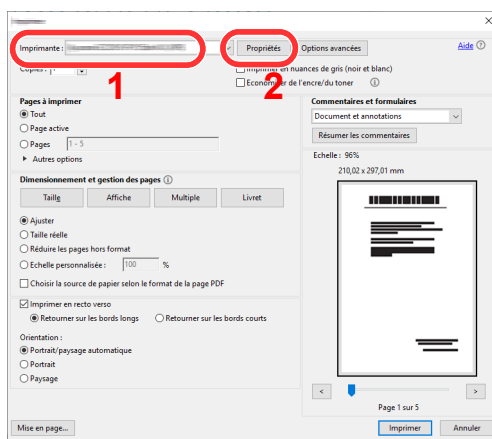 Imprimante :
Propriétés
Options avancées
Aide
Copies :
Imprimer en nuances de gris (noir et blanc)
1
2
Economiser de l'encre/du toner
Pages à imprimer
Tout
Page active
Pages 1 - 5
Autres options
Commentaires et formulaires
Document et annotations
Résumer les commentaires
Echelle : 96%
210,02 x 297,01 mm
Dimensionnement et gestion des pages
Taille Affiche Multiple Livret
Ajuster
Taille réelle
Réduire les pages hors format
Echelle personnalisée : 100 %
Choisir la source de papier selon le format de la page PDF
Imprimer en recto verso
Retourner sur les bords longs Retourner sur les bords courts
Orientation :
Portrait/paysage automatique
Portrait
Paysage
< >
Page 1 sur 5
Mise en page...
Imprimer
Annuler